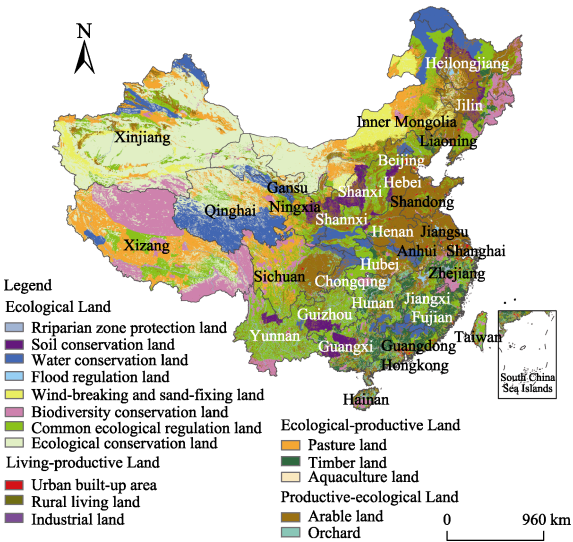 N
Heilongjiang
Jilin
Inner Mongolia
Liaoning
Xinjiang
Beijing
Hebei
Gansu
Shanxi
Ningxia
Shandong
Qinghai
Shannxi
Henan
Jiangsu
Xizang
Anhui
Shanghai
Hubei
Sichuan
Zhejiang
Chongqing
Hunan
Jiangxi
Guizhou
Fujian
Yunnan
Taiwan
Guangxi
Guangdong
Hongkong
South China
Sea Islands
Hainan
Legend
Ecological Land
Rriparian zone protection land
Soil conservation land
Water conservation land
Flood regulation land
Wind-breaking and sand-fixing land
Biodiversity conservation land
Common ecological regulation land
Ecological conservation land
Living-productive Land
Urban built-up area
Rural living land
Industrial land
Ecological-productive Land
Pasture land
Timber land
Aquaculture land
Productive-ecological Land
Arable land
Orchard
0 960 km